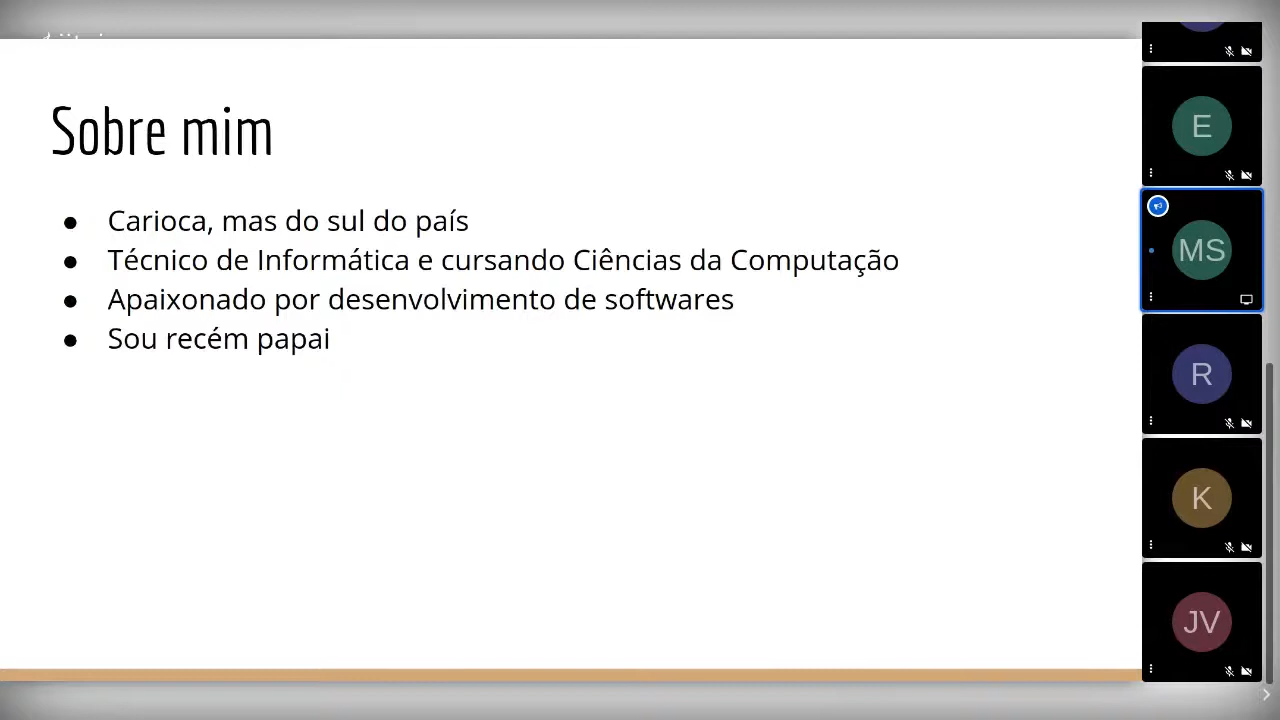 Sobre mim
● Carioca, mas do sul do país
● Técnico de Informática e cursando Ciências da Computação
● Apaixonado por desenvolvimento de softwares
● Sou recém papai
E
MS
R
K
JV